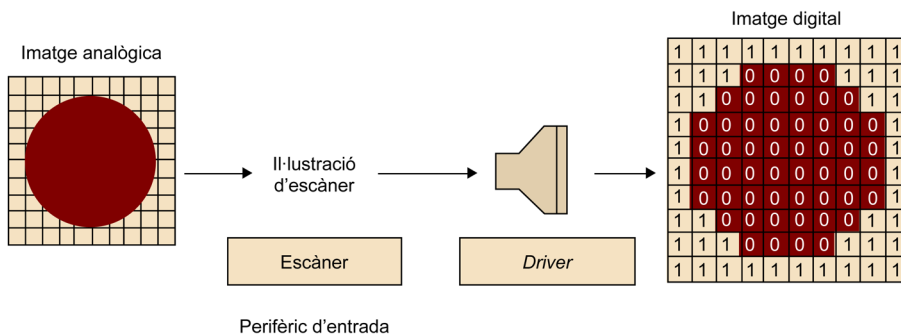 Imatge analògica
Il·lustració
d'escàner
Escàner
Perifèric d'entrada
Driver
Imatge digital
1 1 1 1 1 1 1 1 1 1
1 1 1 0 0 0 0 1 1 1
1 1 0 0 0 0 0 0 1 1
1 0 0 0 0 0 0 0 0 1
1 0 0 0 0 0 0 0 0 1
1 0 0 0 0 0 0 0 0 1
1 0 0 0 0 0 0 0 0 1
1 1 0 0 0 0 0 0 1 1
1 1 1 0 0 0 0 1 1 1
1 1 1 1 1 1 1 1 1 1